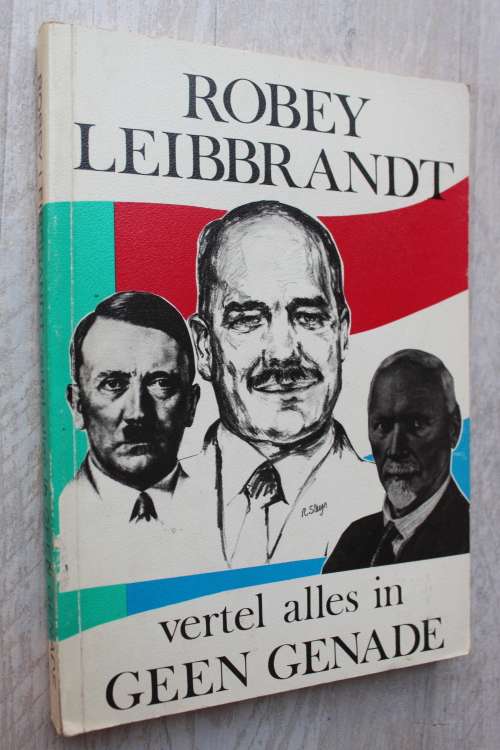 ROBEY
LEIBBRANDT
R. Steyn
vertel alles in
GEEN GENADE